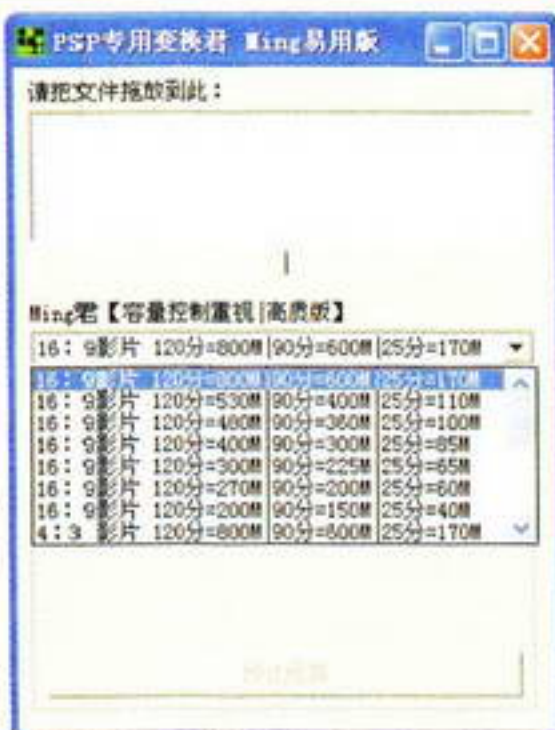 PSP专用变换君 Ming易用版
请把文件拖放到此：
Ming君【容量控制重视|高质版】
16：9影片 120分=800M|90分=600M|25分=170M
16：9影片 120分=800M|90分=600M|25分=170M
16：9影片 120分=530M|90分=400M|25分=110M
16：9影片 120分=480M|90分=360M|25分=100M
16：9影片 120分=400M|90分=300M|25分=85M
16：9影片 120分=300M|90分=225M|25分=65M
16：9影片 120分=270M|90分=200M|25分=60M
16：9影片 120分=200M|90分=150M|25分=40M
4：3 影片 120分=800M|90分=600M|25分=170M